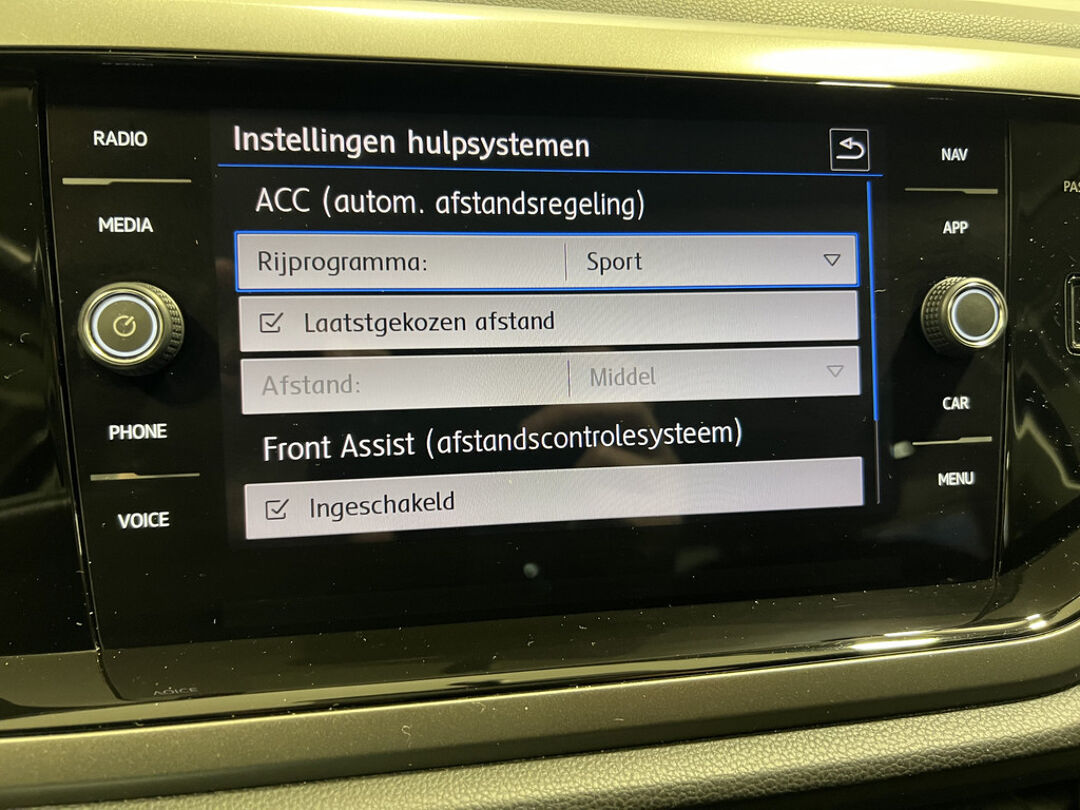 RADIO
MEDIA
PHONE
VOICE
Instellingen hulpsystemen
ACC (autom. afstandsregeling)
Rijprogramma: Sport
Laatstgekozen afstand
Afstand: Middel
Front Assist (afstandscontrolesysteem)
Ingeschakeld
NAV
APP
CAR
MENU